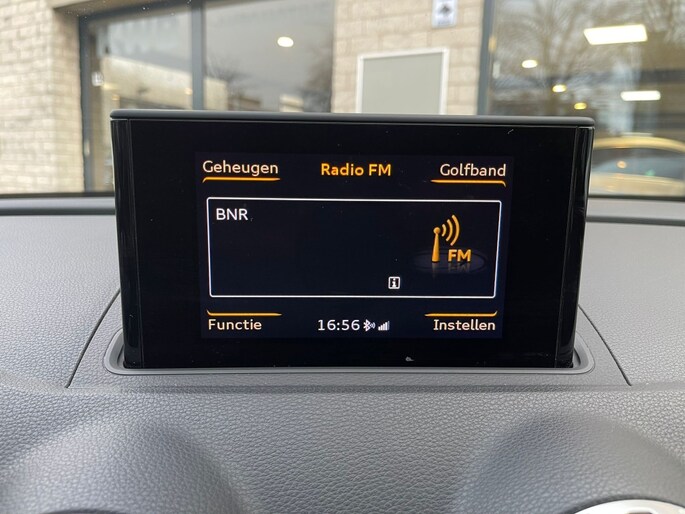 Geheugen Radio FM Golfband
BNR
FM
i
Functie 16:56 Instellen